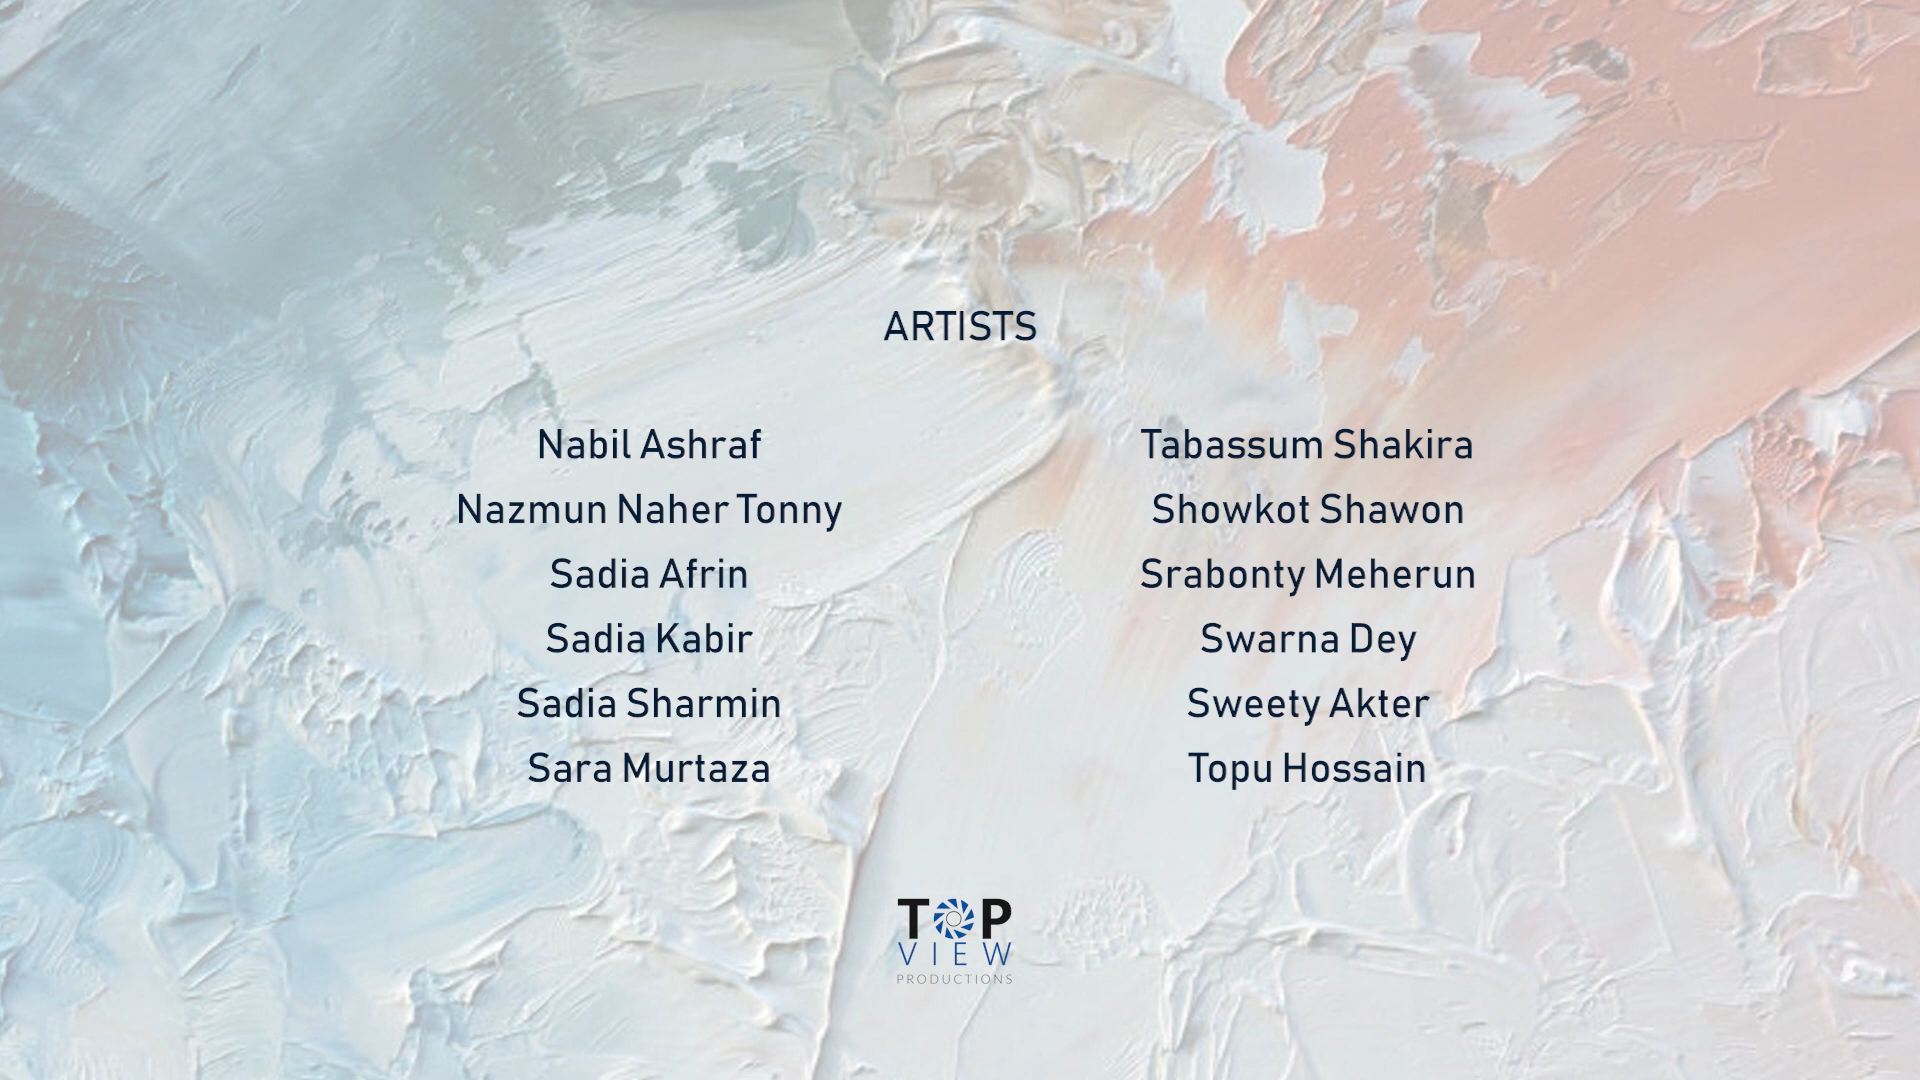 ARTISTS
Nabil Ashraf
Nazmun Naher Tonny
Sadia Afrin
Sadia Kabir
Sadia Sharmin
Sara Murtaza
Tabassum Shakira
Showkot Shawon
Srabonty Meherun
Swarna Dey
Sweety Akter
Topu Hossain
TOP
VIEW
PRODUCTIONS